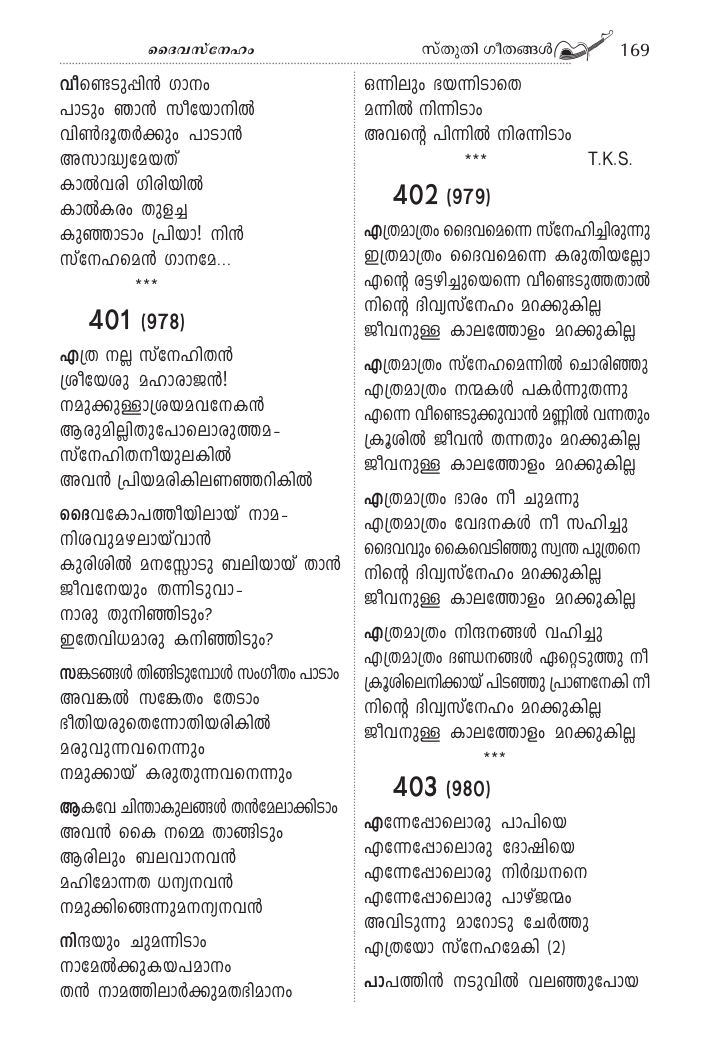 ദൈവസ്നേഹം
സ്തുതി ഗീതങ്ങൾ 169
വീണ്ടെടുപ്പിൻ ഗാനം
പാടും ഞാൻ സീയോനിൽ
വിൺദൂതർക്കും പാടാൻ
അസാദ്ധ്യമേയത്
കാൽവരി ഗിരിയിൽ
കാൽകരം തുളച്ച
കുഞ്ഞാടാം പ്രിയാ! നിൻ
സ്നേഹമെൻ ഗാനമേ...
***
401 (978)
എത്ര നല്ല സ്നേഹിതൻ
ശ്രീയേശു മഹാരാജൻ!
നമുക്കുള്ളാശ്രയമവനേകൻ
ആരുമില്ലിതുപോലൊരുത്തമ-
സ്നേഹിതനീയുലകിൽ
അവൻ പ്രിയമരികിലണഞ്ഞറികിൽ
ദൈവകോപത്തീയിലായ് നാമ-
നിശവുമഴലായ്‌വാൻ
കുരിശിൽ മനസ്സോടു ബലിയായ് താൻ
ജീവനേയും തന്നിടുവാ-
നാരു തുനിഞ്ഞിടും?
ഇതേവിധമാരു കനിഞ്ഞിടും?
സങ്കടങ്ങൾ തിങ്ങിടുമ്പോൾ സംഗീതം പാടാം
അവങ്കൽ സങ്കേതം തേടാം
ഭീതിയരുതെന്നോതിയരികിൽ
മരുവുന്നവനെന്നും
നമുക്കായ് കരുതുന്നവനെന്നും
ആകവേ ചിന്താകുലങ്ങൾ തൻമേലാക്കിടാം
അവൻ കൈ നമ്മെ താങ്ങിടും
ആരിലും ബലവാനവൻ
മഹിമോന്നത ധന്യനവൻ
നമുക്കിങ്ങെന്നുമനന്യനവൻ
നിന്ദയും ചുമന്നിടാം
നാമേൽക്കുകയപമാനം
തൻ നാമത്തിലാർക്കുമതഭിമാനം
ഒന്നിലും ഭയന്നിടാതെ
മന്നിൽ നിന്നിടാം
അവന്റെ പിന്നിൽ നിരന്നിടാം
*** T.K.S.
402 (979)
എത്രമാത്രം ദൈവമെന്നെ സ്നേഹിച്ചിരുന്നു
ഇത്രമാത്രം ദൈവമെന്നെ കരുതിയല്ലോ
എന്റെ രട്ടഴിച്ചുയെന്നെ വീണ്ടെടുത്തതാൽ
നിന്റെ ദിവ്യസ്നേഹം മറക്കുകില്ല
ജീവനുള്ള കാലത്തോളം മറക്കുകില്ല
എത്രമാത്രം സ്നേഹമെന്നിൽ ചൊരിഞ്ഞു
എത്രമാത്രം നന്മകൾ പകർന്നുതന്നു
എന്നെ വീണ്ടെടുക്കുവാൻ മണ്ണിൽ വന്നതും
ക്രൂശിൽ ജീവൻ തന്നതും മറക്കുകില്ല
ജീവനുള്ള കാലത്തോളം മറക്കുകില്ല
എത്രമാത്രം ഭാരം നീ ചുമന്നു
എത്രമാത്രം വേദനകൾ നീ സഹിച്ചു
ദൈവവും കൈവെടിഞ്ഞു സ്വന്ത പുത്രനെ
നിന്റെ ദിവ്യസ്നേഹം മറക്കുകില്ല
ജീവനുള്ള കാലത്തോളം മറക്കുകില്ല
എത്രമാത്രം നിന്ദനങ്ങൾ വഹിച്ചു
എത്രമാത്രം ദണ്ഡനങ്ങൾ ഏറ്റെടുത്തു നീ
ക്രൂശിലെനിക്കായ് പിടഞ്ഞു പ്രാണനേകി നീ
നിന്റെ ദിവ്യസ്നേഹം മറക്കുകില്ല
ജീവനുള്ള കാലത്തോളം മറക്കുകില്ല
***
403 (980)
എന്നേപ്പോലൊരു പാപിയെ
എന്നേപ്പോലൊരു ദോഷിയെ
എന്നേപ്പോലൊരു നിർദ്ധനനെ
എന്നേപ്പോലൊരു പാഴ്ജന്മം
അവിടുന്നു മാറോടു ചേർത്തു
എത്രയോ സ്നേഹമേകി (2)
പാപത്തിൻ നടുവിൽ വലഞ്ഞുപോയ